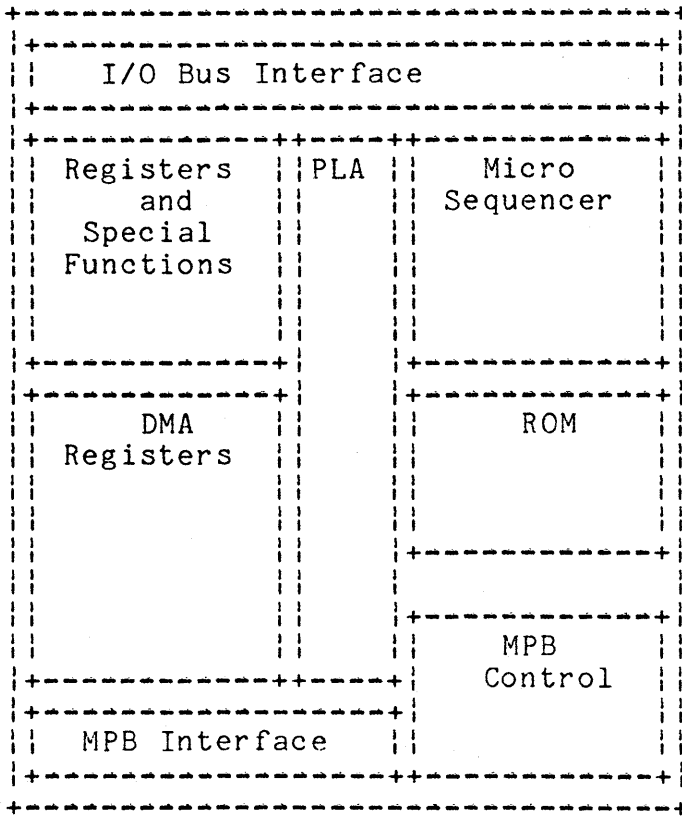 I/O Bus Interface
Registers and Special Functions
PLA
Micro Sequencer
DMA Registers
ROM
MPB Control
MPB Interface